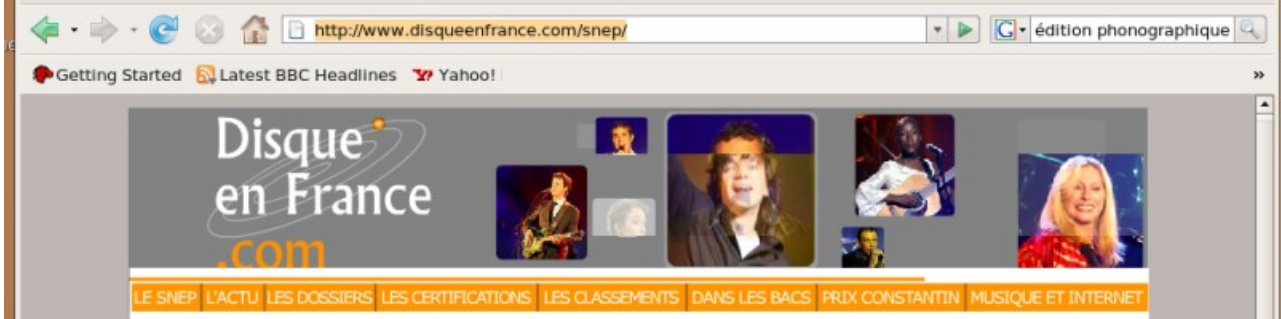 http://www.disqueenfrance.com/snep/
édition phonographique
Getting Started Latest BBC Headlines Yahoo! »
Disque
en France
.com
LE SNEP L'ACTU LES DOSSIERS LES CERTIFICATIONS LES CLASSEMENTS DANS LES BACS PRIX CONSTANTIN MUSIQUE ET INTERNET